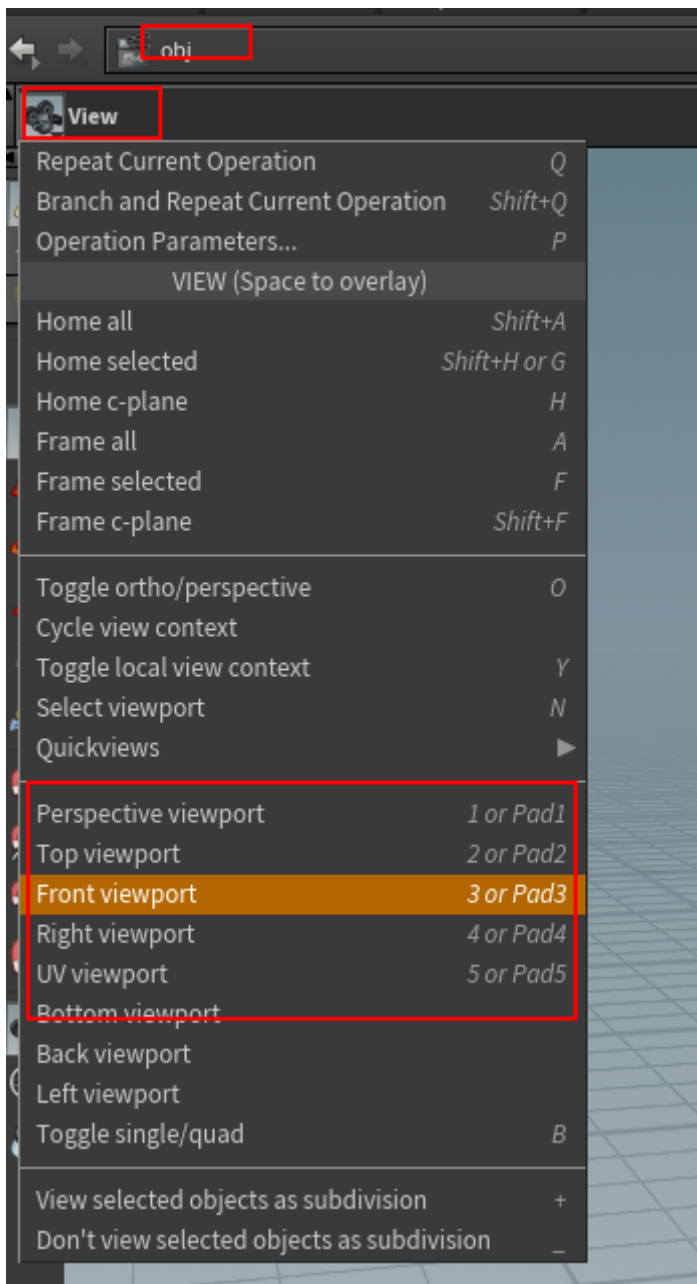 obj
View
Repeat Current Operation Q
Branch and Repeat Current Operation Shift+Q
Operation Parameters... P
VIEW (Space to overlay)
Home all Shift+A
Home selected Shift+H or G
Home c-plane H
Frame all A
Frame selected F
Frame c-plane Shift+F
Toggle ortho/perspective O
Cycle view context
Toggle local view context Y
Select viewport N
Quickviews
Perspective viewport 1 or Pad1
Top viewport 2 or Pad2
Front viewport 3 or Pad3
Right viewport 4 or Pad4
UV viewport 5 or Pad5
Bottom viewport
Back viewport
Left viewport
Toggle single/quad B
View selected objects as subdivision +
Don't view selected objects as subdivision _